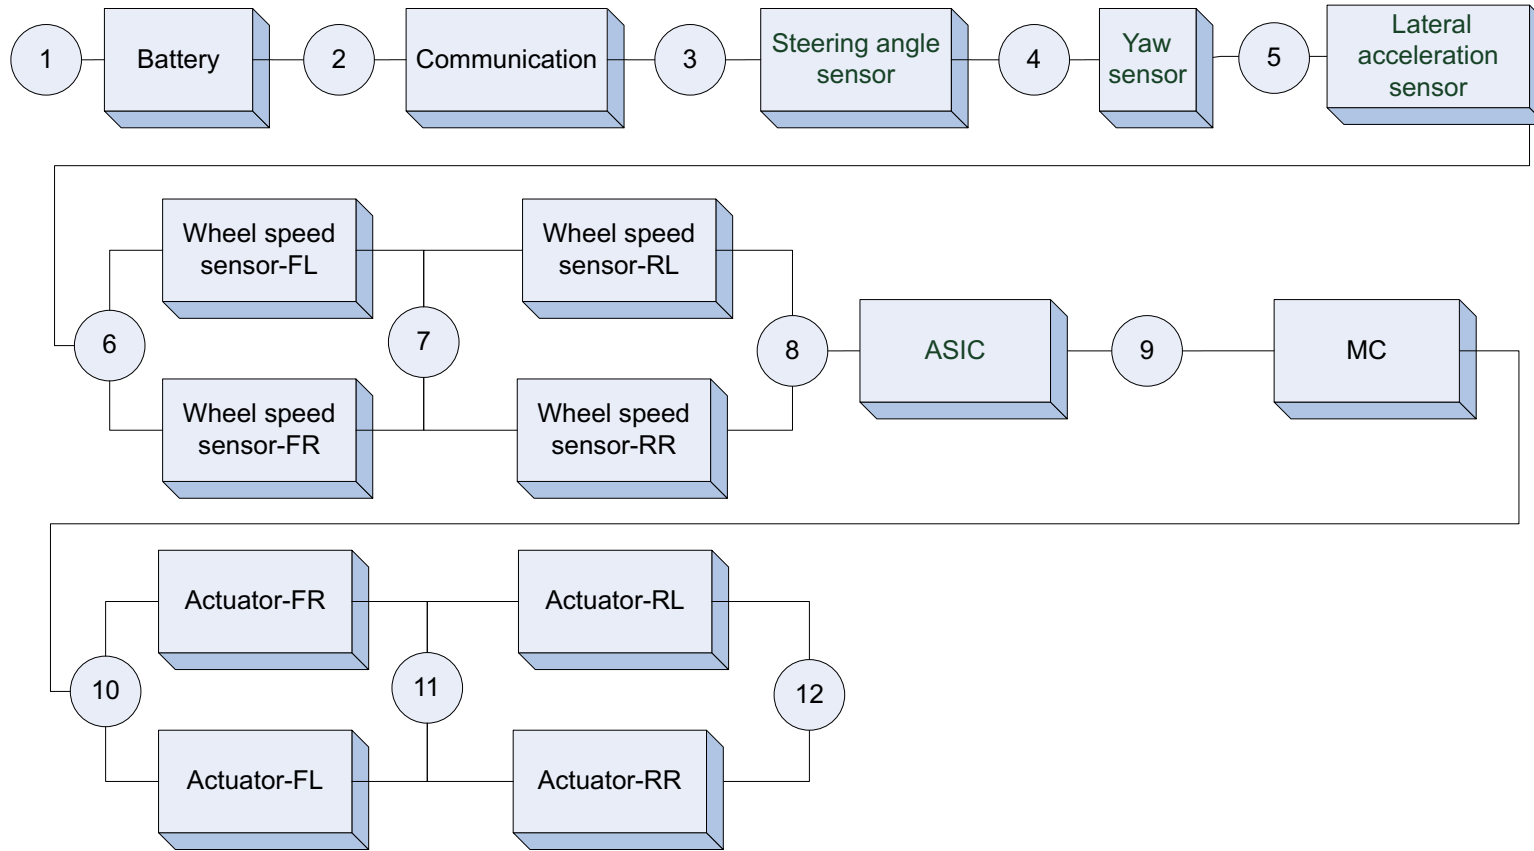 1
Battery
2
Communication
3
Steering angle
sensor
4
Yaw
sensor
5
Lateral
acceleration
sensor
Wheel speed
sensor-FL
Wheel speed
sensor-RL
6
7
8
ASIC
9
MC
Wheel speed
sensor-FR
Wheel speed
sensor-RR
Actuator-FR
Actuator-RL
10
11
12
Actuator-FL
Actuator-RR